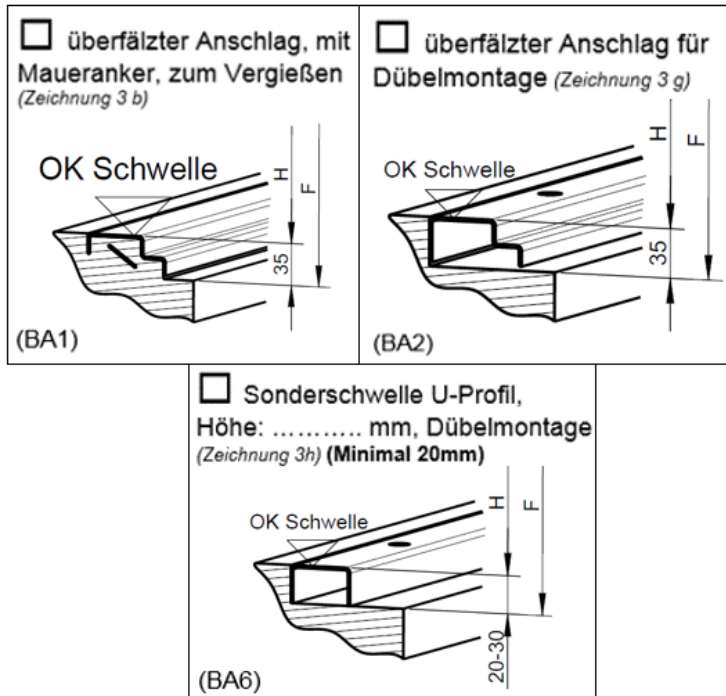 ☐ überfälzter Anschlag, mit
Maueranker, zum Vergießen
(Zeichnung 3 b)
OK Schwelle
H
F
35
(BA1)
☐ überfälzter Anschlag für
Dübelmontage (Zeichnung 3 g)
OK Schwelle
H
F
35
(BA2)
☐ Sonderschwelle U-Profil,
Höhe: ……….. mm, Dübelmontage
(Zeichnung 3h) (Minimal 20mm)
OK Schwelle
H
F
20-30
(BA6)